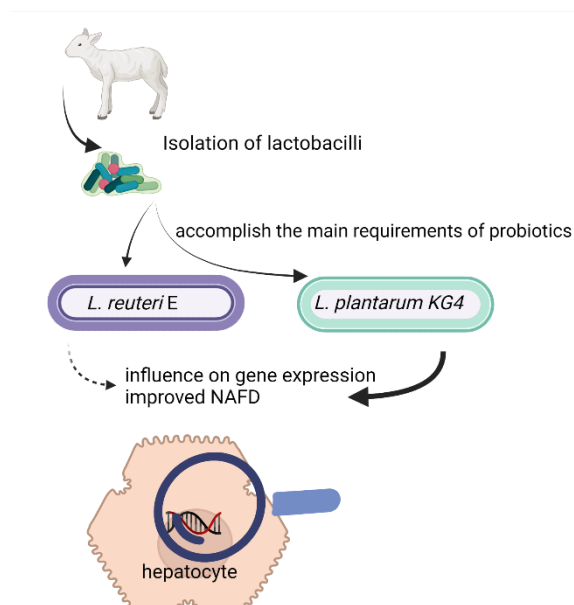 Isolation of lactobacilli
accomplish the main requirements of probiotics
L. reuteri E
L. plantarum KG4
influence on gene expression
improved NAFD
hepatocyte